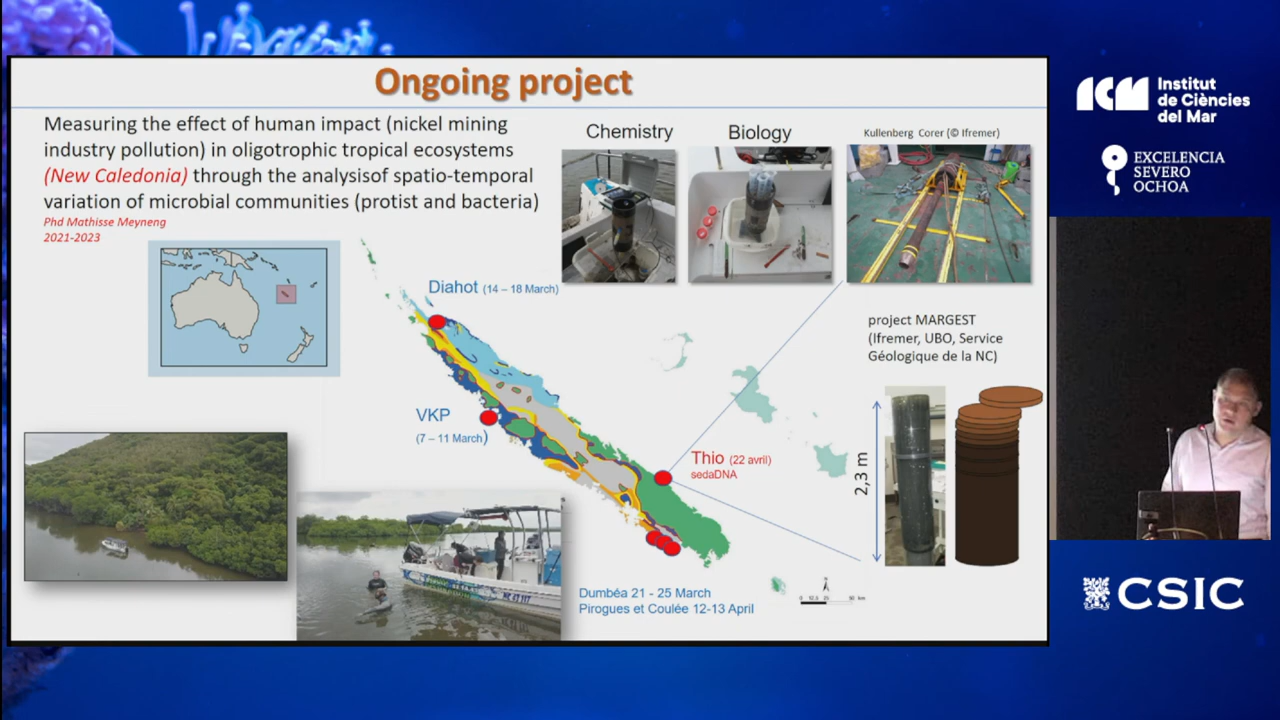 Ongoing project
Measuring the effect of human impact (nickel mining
industry pollution) in oligotrophic tropical ecosystems
(New Caledonia) through the analysisof spatio-temporal
variation of microbial communities (protist and bacteria)
Phd Mathisse Meyneng
2021-2023
Chemistry
Biology
Kullenberg Corer (© Ifremer)
Diahot (14 – 18 March)
project MARGEST
(Ifremer, UBO, Service
Géologique de la NC)
VKP
(7 – 11 March)
Thio (22 avril)
sedaDNA
2,3 m
Dumbéa 21 - 25 March
Pirogues et Coulée 12-13 April
ICM
Institut
de Ciències
del Mar
EXCELENCIA
SEVERO
OCHOA
CSIC